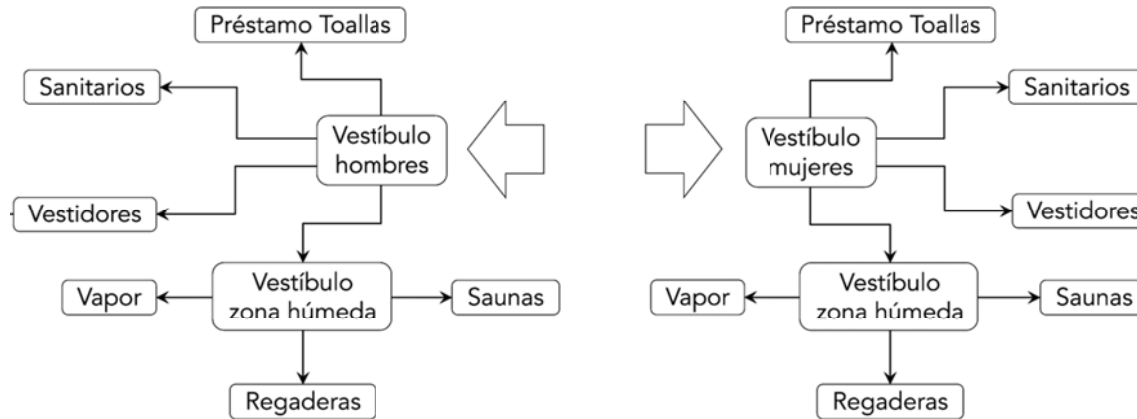 Préstamo Toallas
Sanitarios
Vestíbulo
hombres
Vestidores
Vestíbulo
zona húmeda
Vapor
Saunas
Regaderas
Préstamo Toallas
Sanitarios
Vestíbulo
mujeres
Vestidores
Vestíbulo
zona húmeda
Vapor
Saunas
Regaderas